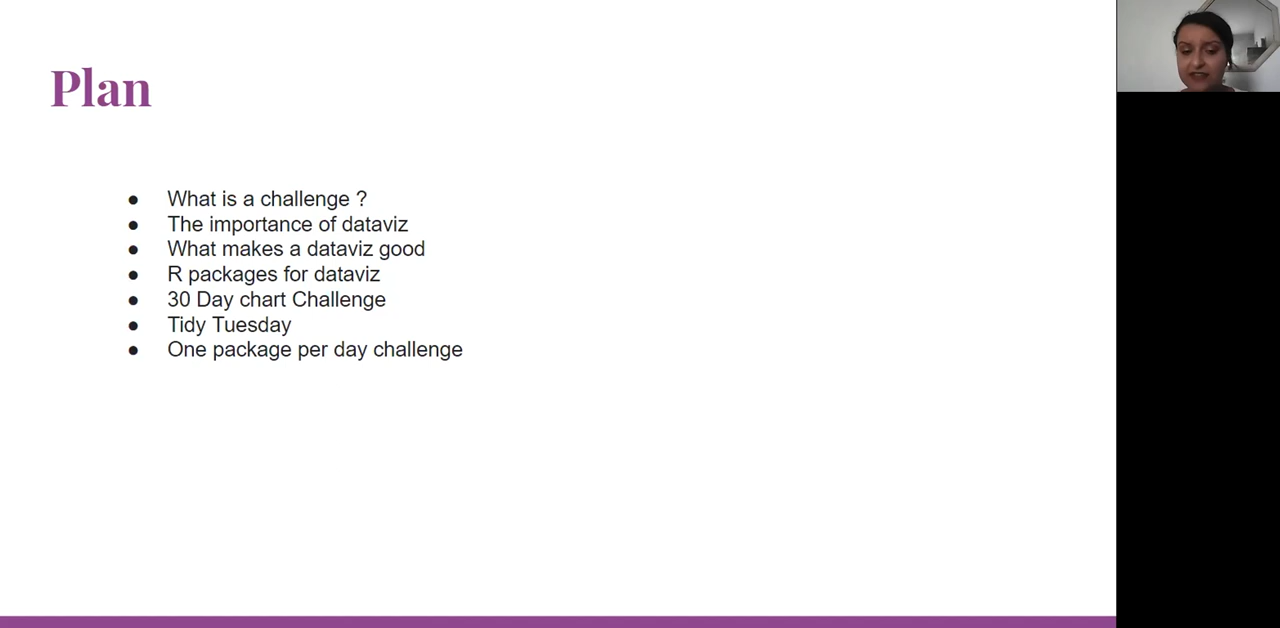 Plan
● What is a challenge ?
● The importance of dataviz
● What makes a dataviz good
● R packages for dataviz
● 30 Day chart Challenge
● Tidy Tuesday
● One package per day challenge